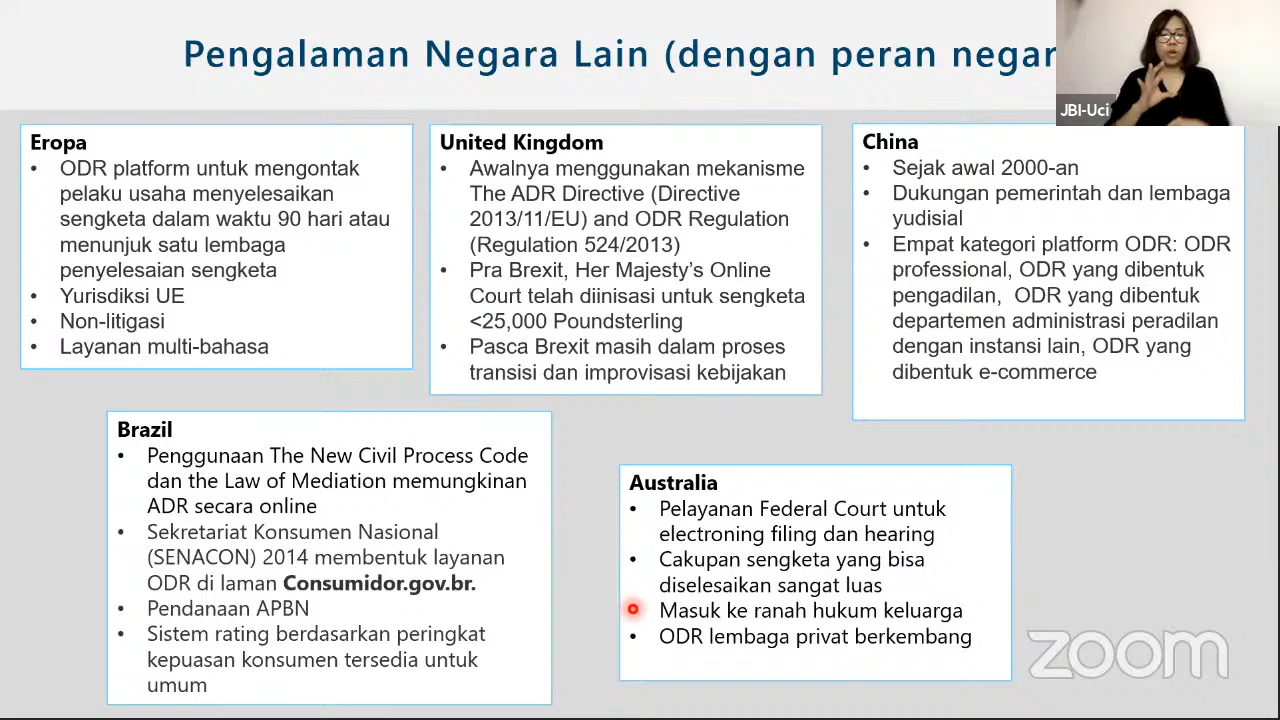 Pengalaman Negara Lain (dengan peran negar
JBI-Uci
Eropa
• ODR platform untuk mengontak
pelaku usaha menyelesaikan
sengketa dalam waktu 90 hari atau
menunjuk satu lembaga
penyelesaian sengketa
• Yurisdiksi UE
• Non-litigasi
• Layanan multi-bahasa
United Kingdom
• Awalnya menggunakan mekanisme
The ADR Directive (Directive
2013/11/EU) and ODR Regulation
(Regulation 524/2013)
• Pra Brexit, Her Majesty's Online
Court telah diinisasi untuk sengketa
<25,000 Poundsterling
• Pasca Brexit masih dalam proses
transisi dan improvisasi kebijakan
China
• Sejak awal 2000-an
• Dukungan pemerintah dan lembaga
yudisial
• Empat kategori platform ODR: ODR
professional, ODR yang dibentuk
pengadilan, ODR yang dibentuk
departemen administrasi peradilan
dengan instansi lain, ODR yang
dibentuk e-commerce
Brazil
• Penggunaan The New Civil Process Code
dan the Law of Mediation memungkinan
ADR secara online
• Sekretariat Konsumen Nasional
(SENACON) 2014 membentuk layanan
ODR di laman Consumidor.gov.br.
• Pendanaan APBN
• Sistem rating berdasarkan peringkat
kepuasan konsumen tersedia untuk
umum
Australia
• Pelayanan Federal Court untuk
electroning filing dan hearing
• Cakupan sengketa yang bisa
diselesaikan sangat luas
Masuk ke ranah hukum keluarga
• ODR lembaga privat berkembang
zoom